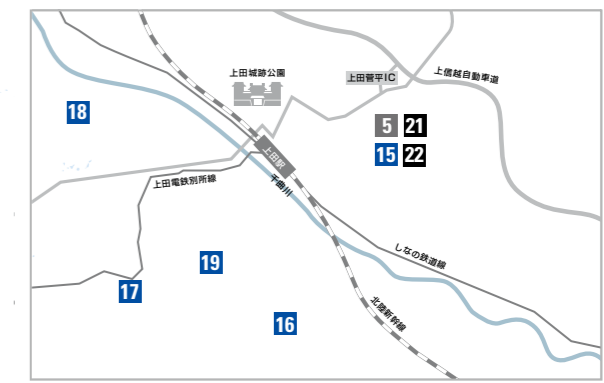 上田城跡公園
上田菅平IC
上信越自動車道
18
5 21
15 22
上田駅
上田電鉄別所線
千曲川
しなの鉄道線
19
17
16
北陸新幹線